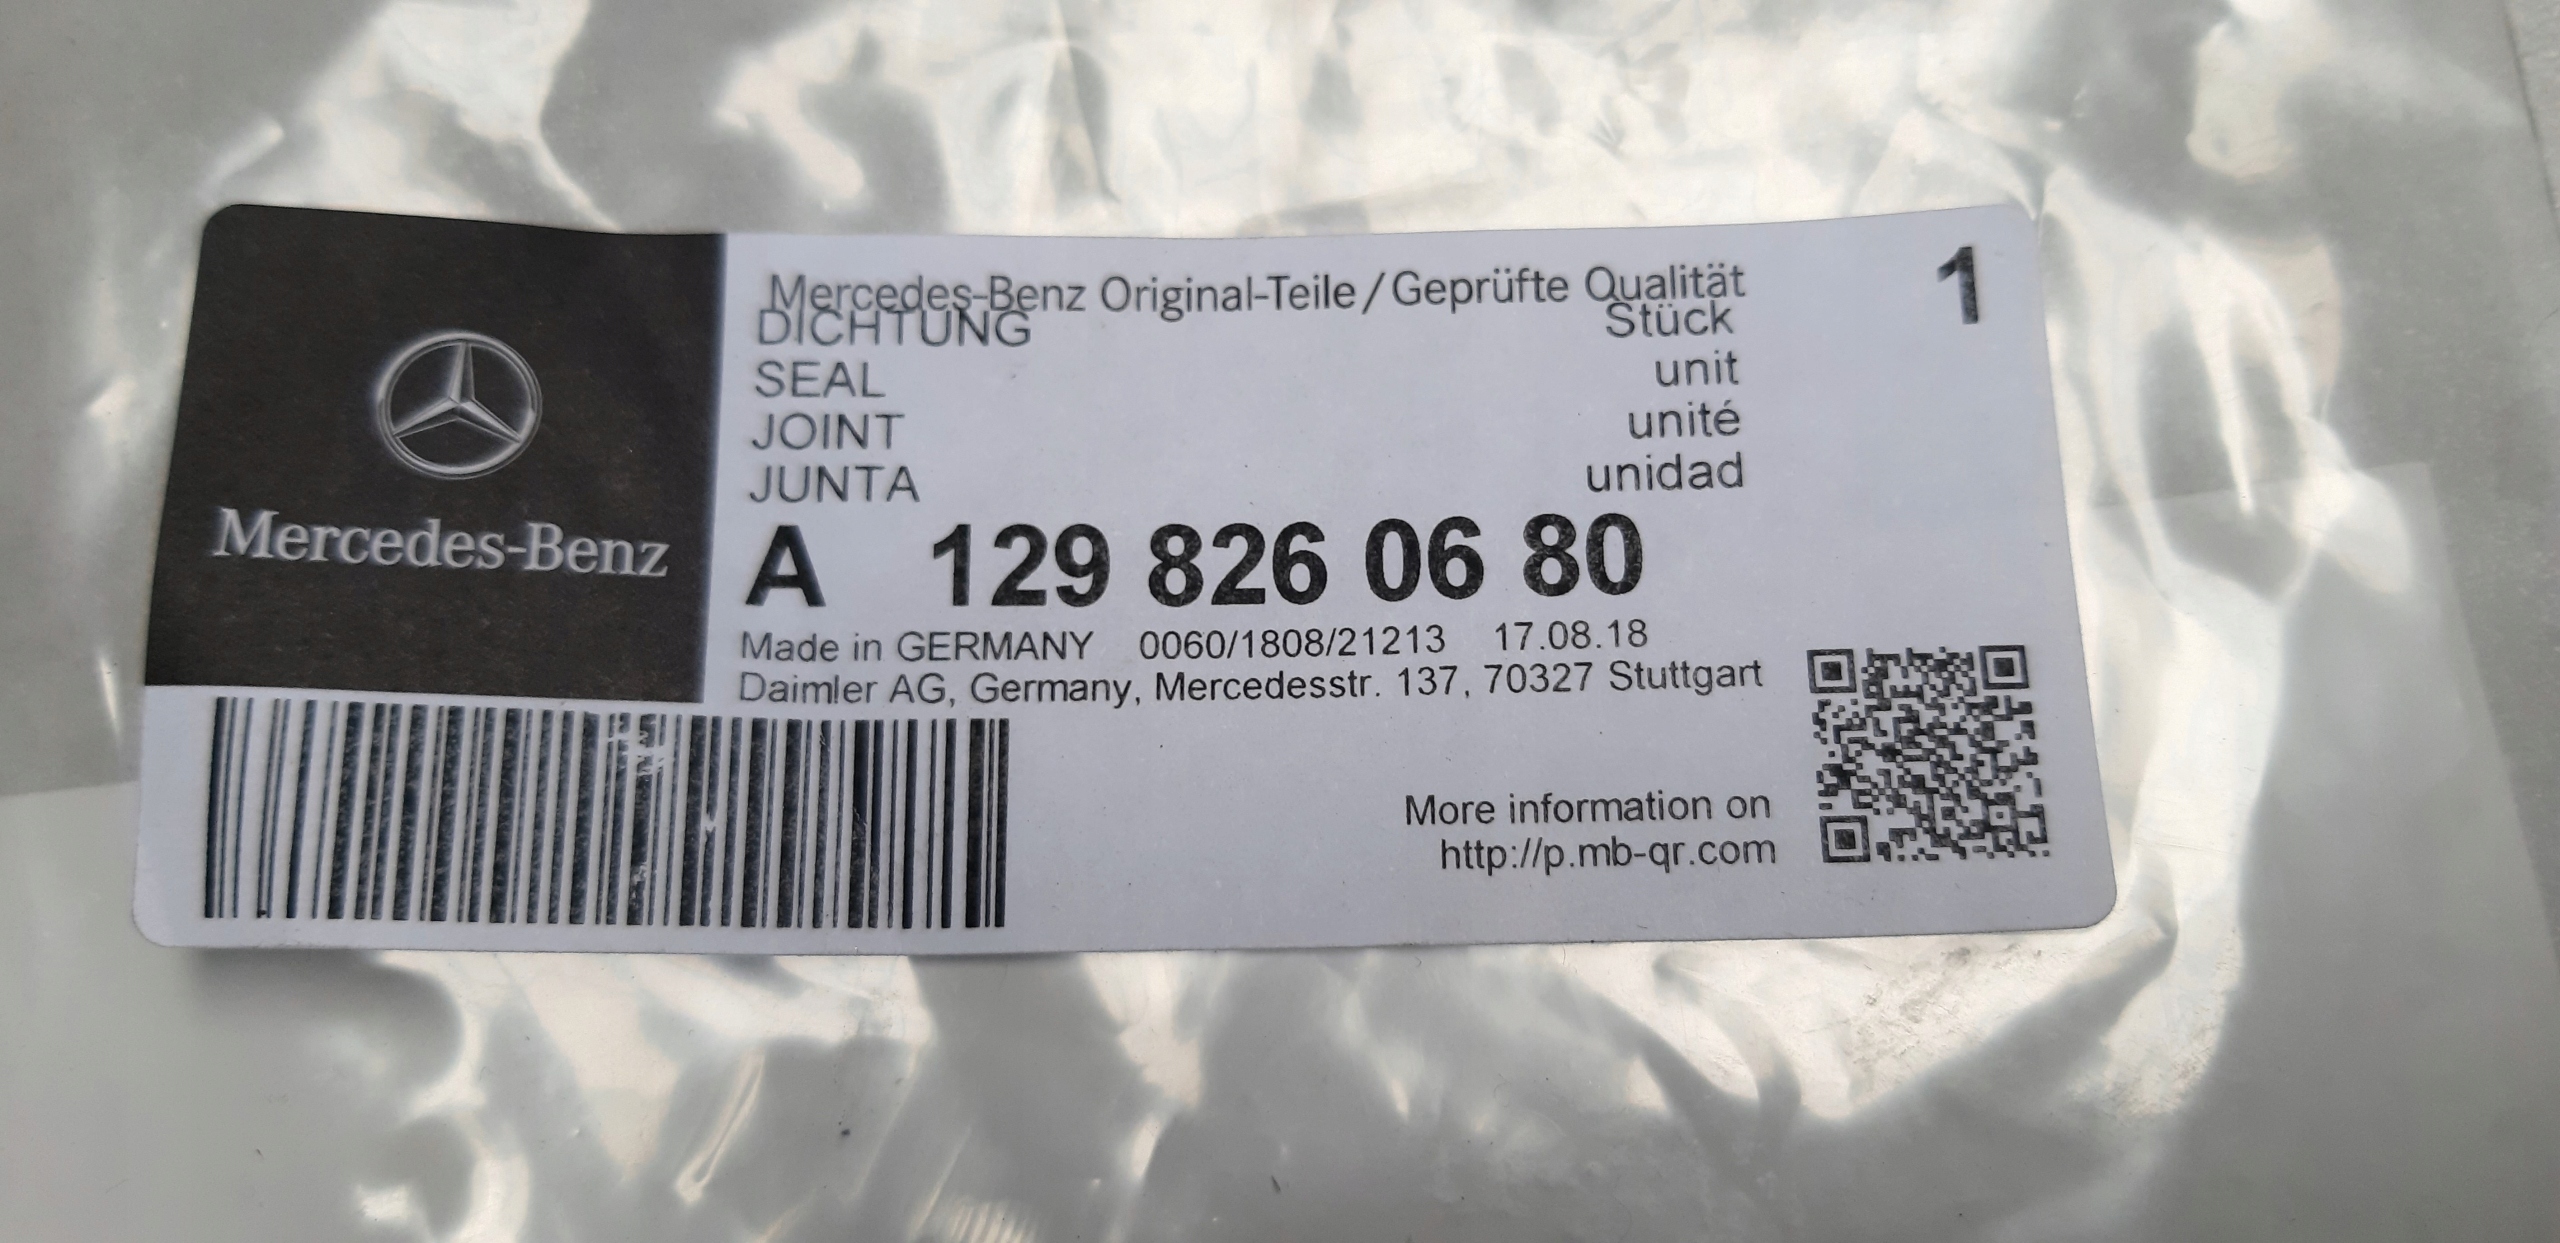 Mercedes-Benz
Mercedes-Benz Original-Teile/Geprüfte Qualität
DICHTUNG Stück 1
SEAL unit
JOINT unité
JUNTA unidad
A 129 826 06 80
Made in GERMANY 0060/1808/21213 17.08.18
Daimler AG, Germany, Mercedesstr. 137, 70327 Stuttgart
More information on
http://p.mb-qr.com